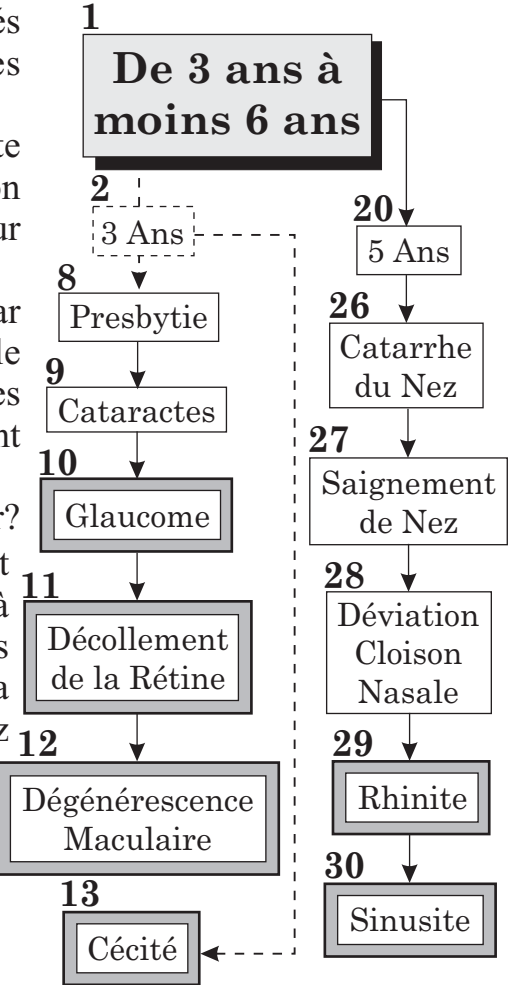 1
De 3 ans à
moins 6 ans
2
3 Ans
8
Presbytie
9
Cataractes
10
Glaucome
11
Décollement
de la Rétine
12
Dégénérescence
Maculaire
13
Cécité
20
5 Ans
26
Catarrhe
du Nez
27
Saignement
de Nez
28
Déviation
Cloison
Nasale
29
Rhinite
30
Sinusite